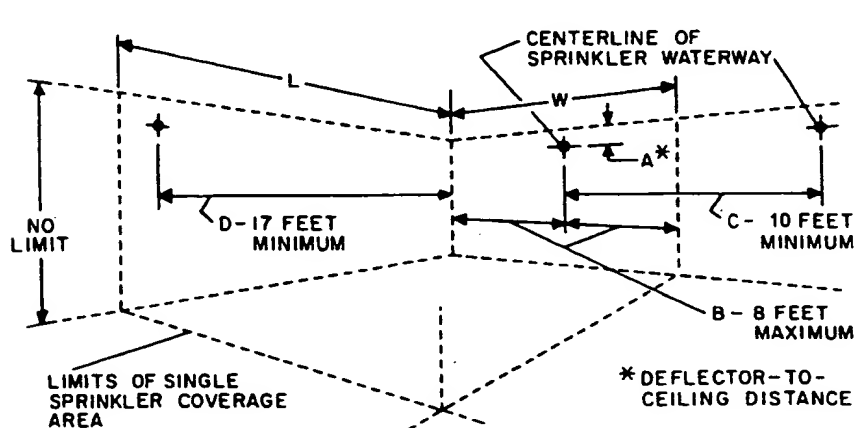 CENTERLINE OF
SPRINKLER WATERWAY
L
W
A*
NO
LIMIT
D-17 FEET
MINIMUM
C- 10 FEET
MINIMUM
B-8 FEET
MAXIMUM
LIMITS OF SINGLE
SPRINKLER COVERAGE
AREA
*DEFLECTOR-TO-
CEILING DISTANCE